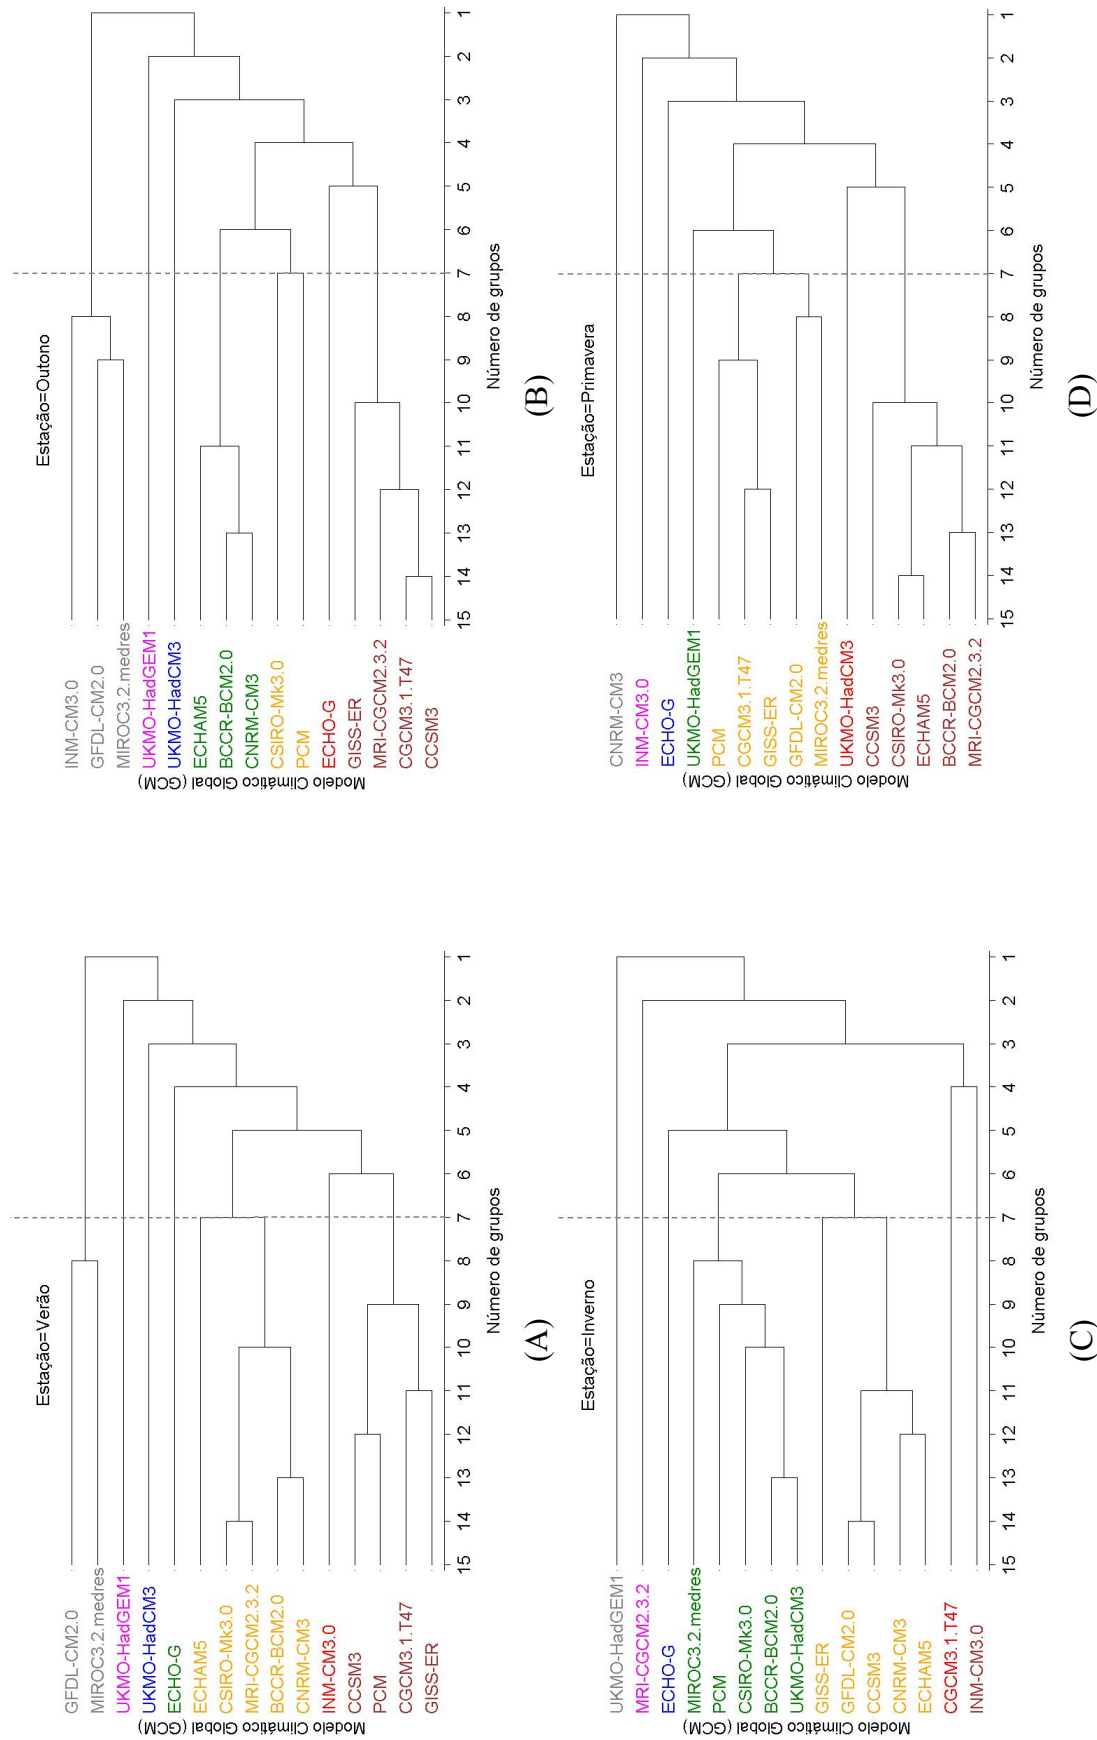 Estação=Verão
GFDL-CM2.0
MIROC3.2.medres
UKMO-HadGEM1
UKMO-HadCM3
ECHO-G
ECHAM5
CSIRO-Mk3.0
MRI-CGCM2.3.2
BCCR-BCM2.0
CNRM-CM3
INM-CM3.0
CCSM3
PCM
CGCM3.1.T47
GISS-ER
Modelo Climático Global (GCM)
15 14 13 12 11 10 9 8 7 6 5 4 3 2 1
Número de grupos
(A)
Estação=Outono
INM-CM3.0
GFDL-CM2.0
MIROC3.2.medres
UKMO-HadGEM1
UKMO-HadCM3
ECHAM5
BCCR-BCM2.0
CNRM-CM3
CSIRO-Mk3.0
PCM
ECHO-G
GISS-ER
MRI-CGCM2.3.2
CGCM3.1.T47
CCSM3
Modelo Climático Global (GCM)
15 14 13 12 11 10 9 8 7 6 5 4 3 2 1
Número de grupos
(B)
Estação=Inverno
UKMO-HadGEM1
MRI-CGCM2.3.2
ECHO-G
MIROC3.2.medres
PCM
CSIRO-Mk3.0
BCCR-BCM2.0
UKMO-HadCM3
GISS-ER
GFDL-CM2.0
CCSM3
CNRM-CM3
ECHAM5
CGCM3.1.T47
INM-CM3.0
Modelo Climático Global (GCM)
15 14 13 12 11 10 9 8 7 6 5 4 3 2 1
Número de grupos
(C)
Estação=Primavera
CNRM-CM3
INM-CM3.0
ECHO-G
UKMO-HadGEM1
PCM
CGCM3.1.T47
GISS-ER
GFDL-CM2.0
MIROC3.2.medres
UKMO-HadCM3
CCSM3
CSIRO-Mk3.0
ECHAM5
BCCR-BCM2.0
MRI-CGCM2.3.2
Modelo Climático Global (GCM)
15 14 13 12 11 10 9 8 7 6 5 4 3 2 1
Número de grupos
(D)